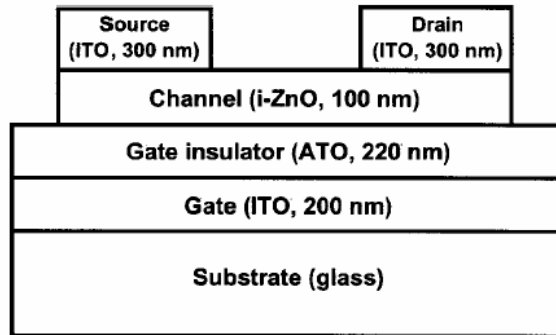 Source
(ITO, 300 nm)
Drain
(ITO, 300 nm)
Channel (i-ZnO, 100 nm)
Gate insulator (ATO, 220 nm)
Gate (ITO, 200 nm)
Substrate (glass)